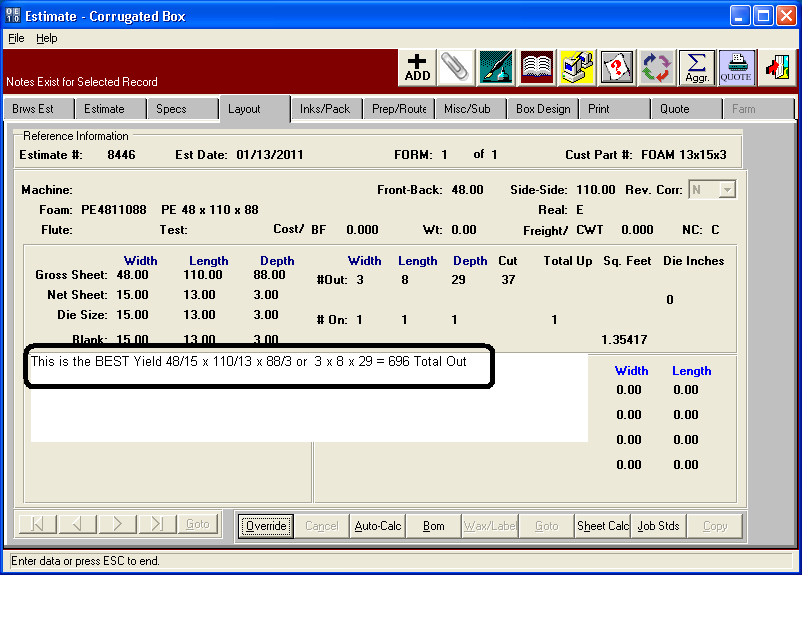 Estimate - Corrugated Box
File Help
Notes Exist for Selected Record
ADD
Aggr.
QUOTE
Brws Est Estimate Specs Layout Inks/Pack Prep/Route Misc/Sub Box Design Print Quote Farm
Reference Information
Estimate #: 8446 Est Date: 01/13/2011 FORM: 1 of 1 Cust Part #: FOAM 13x15x3
Machine: Front-Back: 48.00 Side-Side: 110.00 Rev. Corr: N
Foam: PE4811088 PE 48 x 110 x 88 Real: E
Flute: Test: Cost/ BF 0.000 Wt: 0.00 Freight/ CWT 0.000 NC: C
Width Length Depth Width Length Depth Cut Total Up Sq. Feet Die Inches
Gross Sheet: 48.00 110.00 88.00 #Out: 3 8 29 37
Net Sheet: 15.00 13.00 3.00 0
Die Size: 15.00 13.00 3.00 # On: 1 1 1 1
Blank: 15.00 13.00 3.00 1.35417
This is the BEST Yield 48/15 x 110/13 x 88/3 or 3 x 8 x 29 = 696 Total Out
Width Length
0.00 0.00
0.00 0.00
0.00 0.00
0.00 0.00
Goto Override Cancel Auto-Calc Bom Wax/Label Goto Sheet Calc Job Stds Copy
Enter data or press ESC to end.